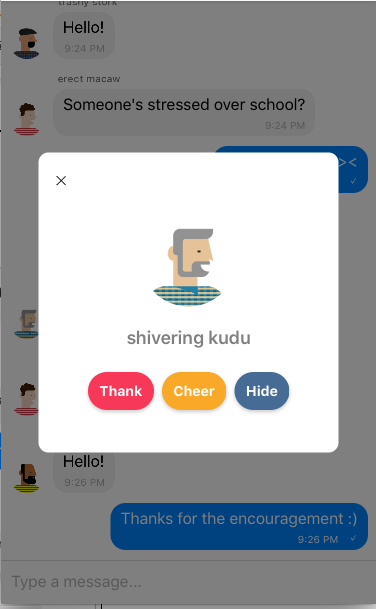 trashy stork
Hello!
9:24 PM
erect macaw
Someone's stressed over school?
9:24 PM
><
shivering kudu
Thank
Cheer
Hide
Hello!
9:26 PM
Thanks for the encouragement :)
9:26 PM
Type a message...